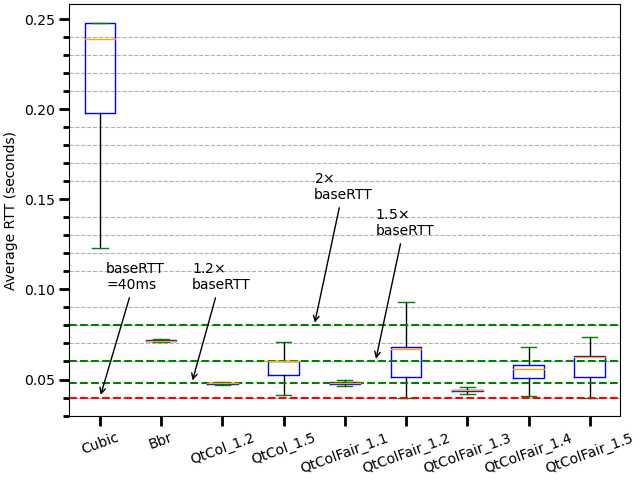 0.25
0.20
0.15
0.10
0.05
Average RTT (seconds)
2×
baseRTT
1.5×
baseRTT
baseRTT
=40ms
1.2×
baseRTT
Cubic
Bbr
QtCol_1.2
QtCol_1.5
QtColFair_1.1
QtColFair_1.2
QtColFair_1.3
QtColFair_1.4
QtColFair_1.5